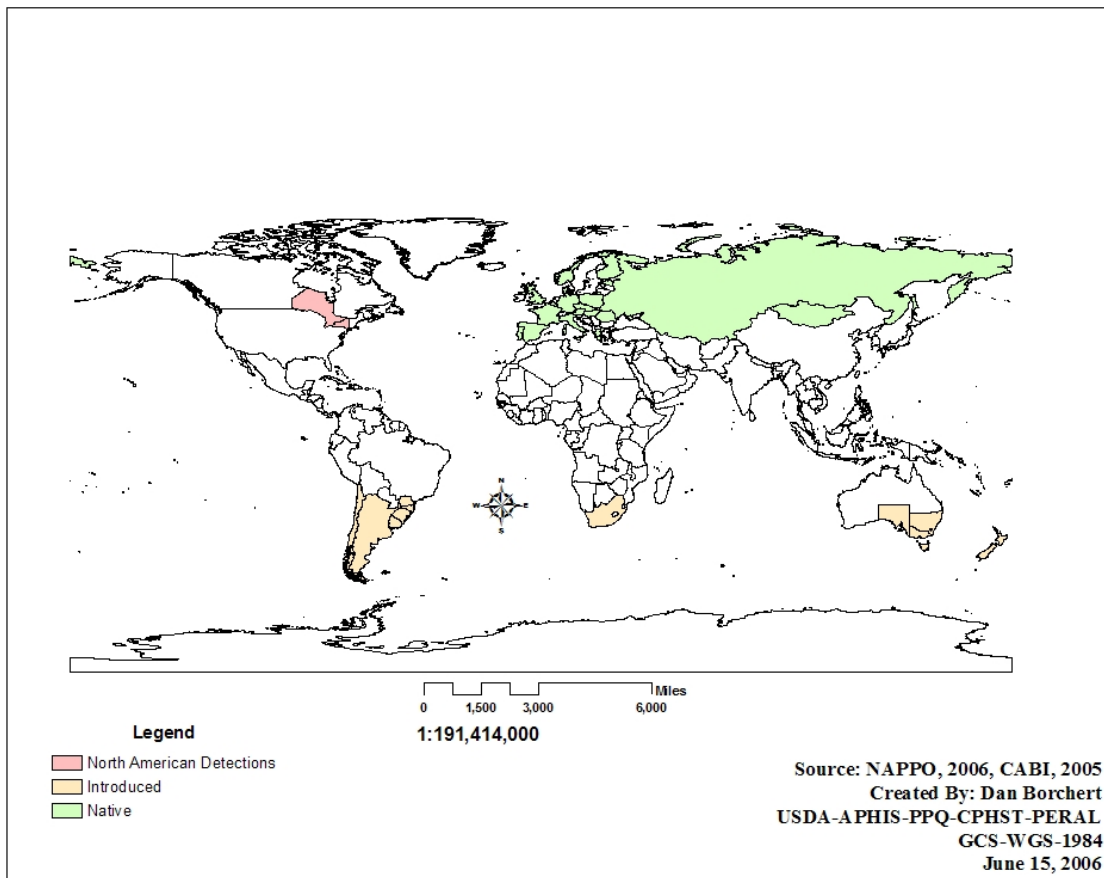 N
W E
S
Miles
0 1,500 3,000 6,000
1:191,414,000
Legend
North American Detections
Introduced
Native
Source: NAPPO, 2006, CABI, 2005
Created By: Dan Borchert
USDA-APHIS-PPQ-CPHST-PERAL
GCS-WGS-1984
June 15, 2006